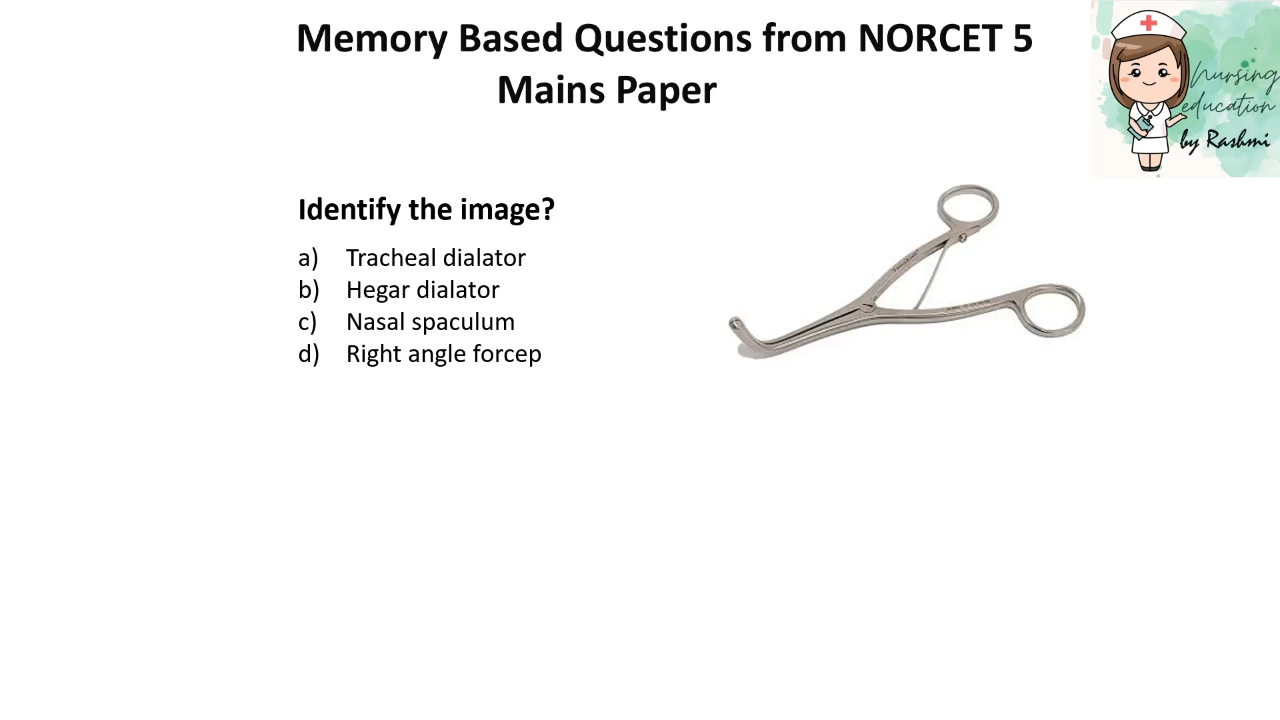 Memory Based Questions from NORCET 5
Mains Paper
Nursing
education
by Rashmi
Identify the image?
a) Tracheal dialator
b) Hegar dialator
c) Nasal spaculum
d) Right angle forcep